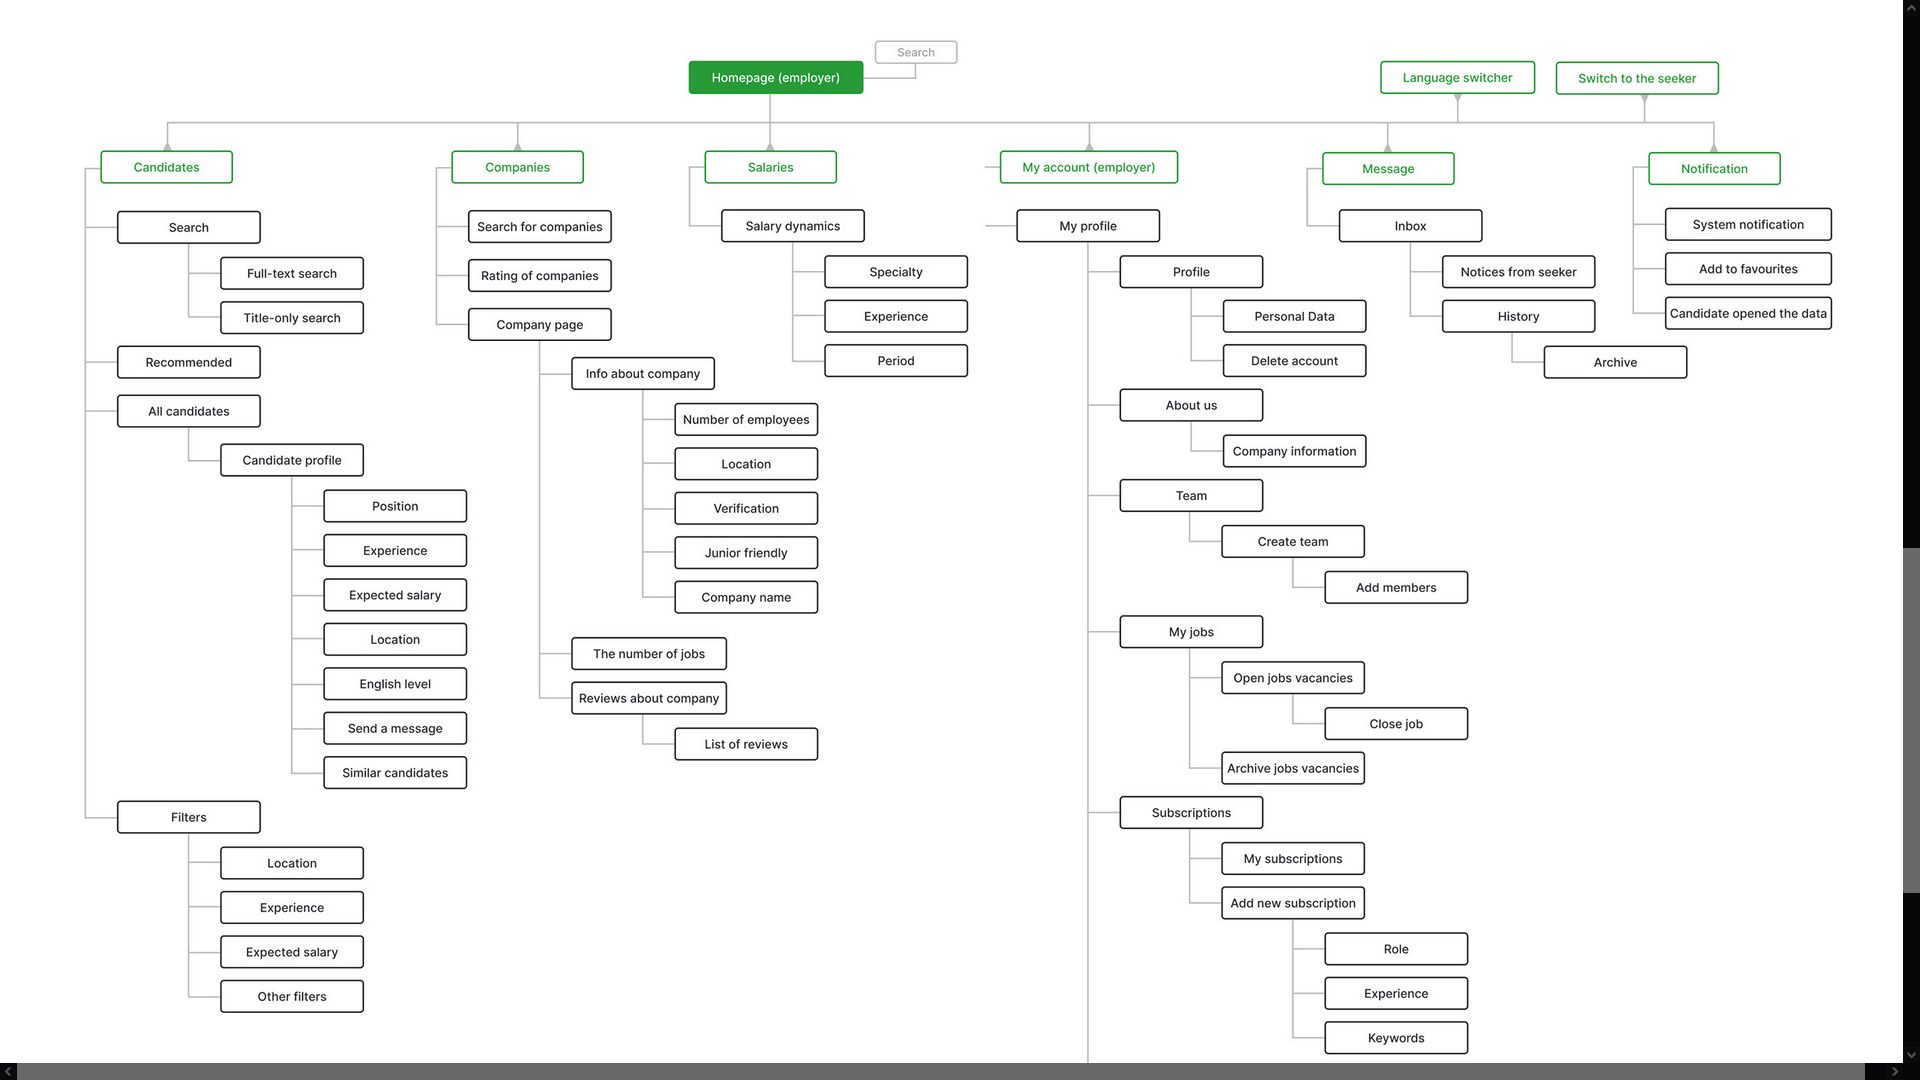 Search
Homepage (employer)
Language switcher
Switch to the seeker
Candidates
Search
Full-text search
Title-only search
Recommended
All candidates
Candidate profile
Position
Experience
Expected salary
Location
English level
Send a message
Similar candidates
Filters
Location
Experience
Expected salary
Other filters
Companies
Search for companies
Rating of companies
Company page
Info about company
Number of employees
Location
Verification
Junior friendly
Company name
The number of jobs
Reviews about company
List of reviews
Salaries
Salary dynamics
Specialty
Experience
Period
My account (employer)
My profile
Profile
Personal Data
Delete account
About us
Company information
Team
Create team
Add members
My jobs
Open jobs vacancies
Close job
Archive jobs vacancies
Subscriptions
My subscriptions
Add new subscription
Role
Experience
Keywords
Message
Inbox
Notices from seeker
History
Archive
Notification
System notification
Add to favourites
Candidate opened the data